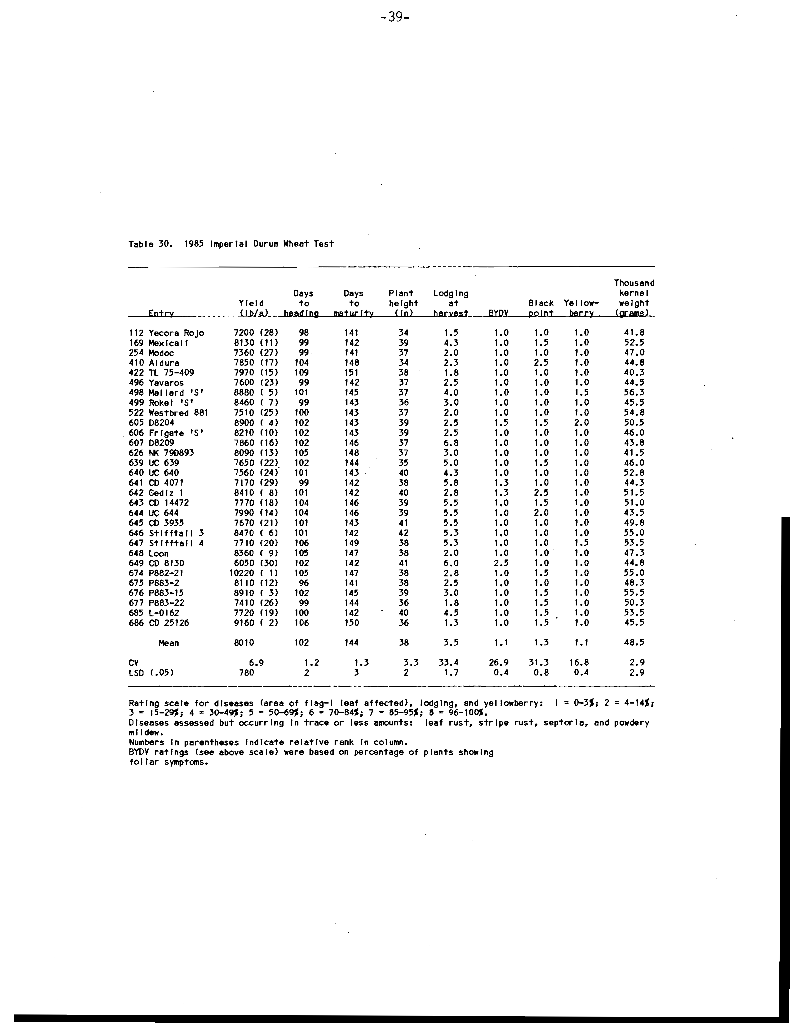 -39-
Table 30. 1985 Imperial Durum Wheat Test
Thousand
Days Days Plant Lodging kernel
Yield to to height at Black Yellow- weight
Entry (lb/a) heading maturity (in) harvest BYDV point berry (grams)
112 Yecora Rojo 7200 (28) 98 141 34 1.5 1.0 1.0 1.0 41.8
169 Mexicali 8130 (11) 99 142 39 4.3 1.0 1.5 1.0 52.5
254 Modoc 7360 (27) 99 141 37 2.0 1.0 1.0 1.0 47.0
410 Aldura 7850 (17) 104 148 34 2.3 1.0 2.5 1.0 44.8
422 TL 75-409 7970 (15) 109 151 38 1.8 1.0 1.0 1.0 40.3
496 Yavaros 7600 (23) 99 142 37 2.5 1.0 1.0 1.0 44.5
498 Mallard 'S' 8880 ( 5) 101 145 37 4.0 1.0 1.0 1.5 56.3
499 Rokel 'S' 8460 ( 7) 99 143 36 3.0 1.0 1.0 1.0 45.5
522 Westbred 881 7510 (25) 100 143 37 2.0 1.0 1.0 1.0 54.8
605 D8204 8900 ( 4) 102 143 39 2.5 1.5 1.5 2.0 50.5
606 Frigate 'S' 8210 (10) 102 143 39 2.5 1.0 1.0 1.0 46.0
607 D8209 7860 (16) 102 146 37 6.8 1.0 1.0 1.0 43.8
626 NK 79D893 8090 (13) 105 148 37 3.0 1.0 1.0 1.0 41.5
639 UC 639 7650 (22) 102 144 35 5.0 1.0 1.5 1.0 46.0
640 UC 640 7560 (24) 101 143 40 4.3 1.0 1.0 1.0 52.8
641 CD 4071 7170 (29) 99 142 38 5.8 1.3 1.0 1.0 44.3
642 Gediz 1 8410 ( 8) 101 142 40 2.8 1.3 2.5 1.0 51.5
643 CD 14472 7770 (18) 104 146 39 5.5 1.0 1.5 1.0 51.0
644 UC 644 7990 (14) 104 146 39 5.5 1.0 2.0 1.0 43.5
645 CD 3935 7670 (21) 101 143 41 5.5 1.0 1.0 1.0 49.8
646 Stifftail 3 8470 ( 6) 101 142 42 5.3 1.0 1.0 1.0 55.0
647 Stifftail 4 7710 (20) 106 149 38 5.3 1.0 1.0 1.5 53.5
648 Loon 8360 ( 9) 105 147 38 2.0 1.0 1.0 1.0 47.3
649 CD 8130 6050 (30) 102 142 41 6.0 2.5 1.0 1.0 44.8
674 P882-21 10220 ( 1) 105 147 38 2.8 1.0 1.5 1.0 55.0
675 P883-2 8110 (12) 96 141 38 2.5 1.0 1.0 1.0 48.3
676 P883-15 8910 ( 3) 102 145 39 3.0 1.0 1.5 1.0 55.5
677 P883-22 7410 (26) 99 144 36 1.8 1.0 1.5 1.0 50.3
685 L-0162 7720 (19) 100 142 40 4.5 1.0 1.5 1.0 53.5
686 CD 25126 9160 ( 2) 106 150 36 1.3 1.0 1.5 1.0 45.5
Mean 8010 102 144 38 3.5 1.1 1.3 1.1 48.5
CV 6.9 1.2 1.3 3.3 33.4 26.9 31.3 16.8 2.9
LSD (.05) 780 2 3 2 1.7 0.4 0.8 0.4 2.9
Rating scale for diseases (area of flag-1 leaf affected), lodging, and yellowberry: 1 = 0-3%; 2 = 4-14%;
3 = 15-29%; 4 = 30-49%; 5 = 50-69%; 6 = 70-84%; 7 = 85-95%; 8 = 96-100%.
Diseases assessed but occurring in trace or less amounts: leaf rust, stripe rust, septoria, and powdery
mildew.
Numbers in parentheses indicate relative rank in column.
BYDV ratings (see above scale) were based on percentage of plants showing
foliar symptoms.